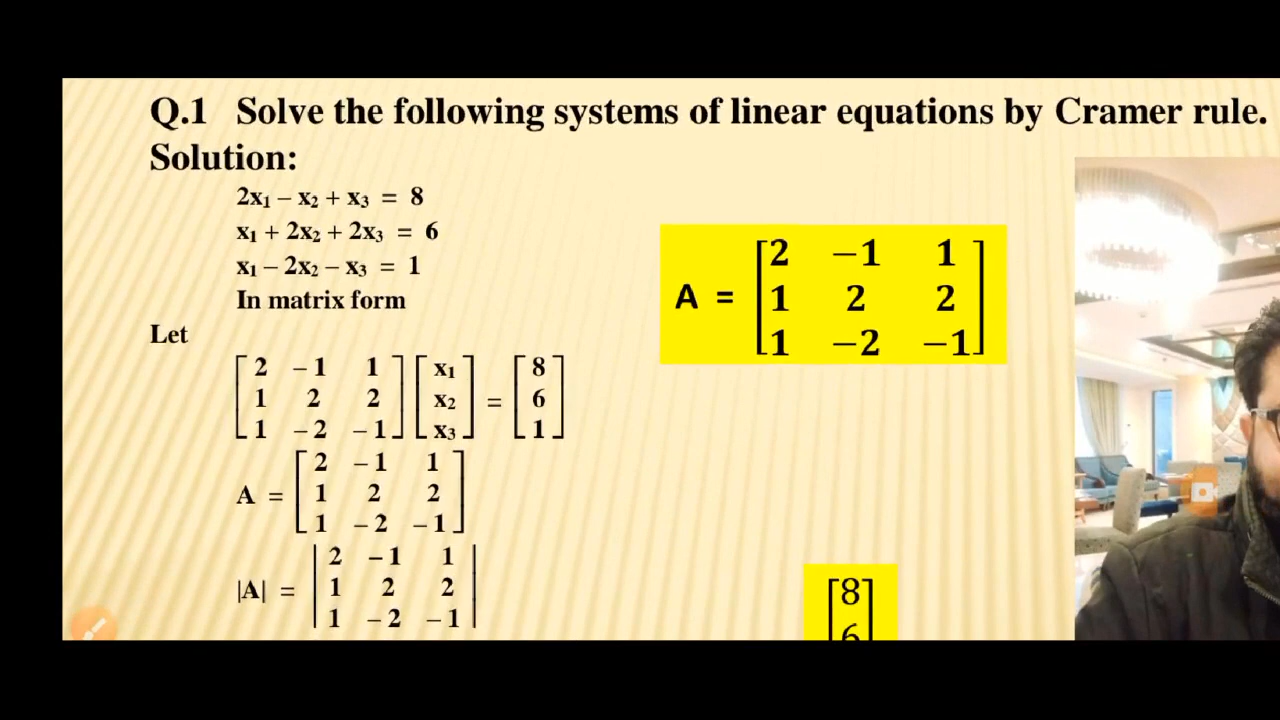 Q.1 Solve the following systems of linear equations by Cramer rule.
Solution:
2x₁ – x₂ + x₃ = 8
x₁ + 2x₂ + 2x₃ = 6
x₁ – 2x₂ – x₃ = 1
In matrix form
Let
[2 –1 1] [x₁] [8]
[1 2 2] [x₂] = [6]
[1 –2 –1] [x₃] [1]
[2 –1 1]
A = [1 2 2]
[1 –2 –1]
|2 –1 1|
|A| = |1 2 2|
|1 –2 –1|
[2 −1 1]
A = [1 2 2]
[1 −2 −1]
[8]
[6]